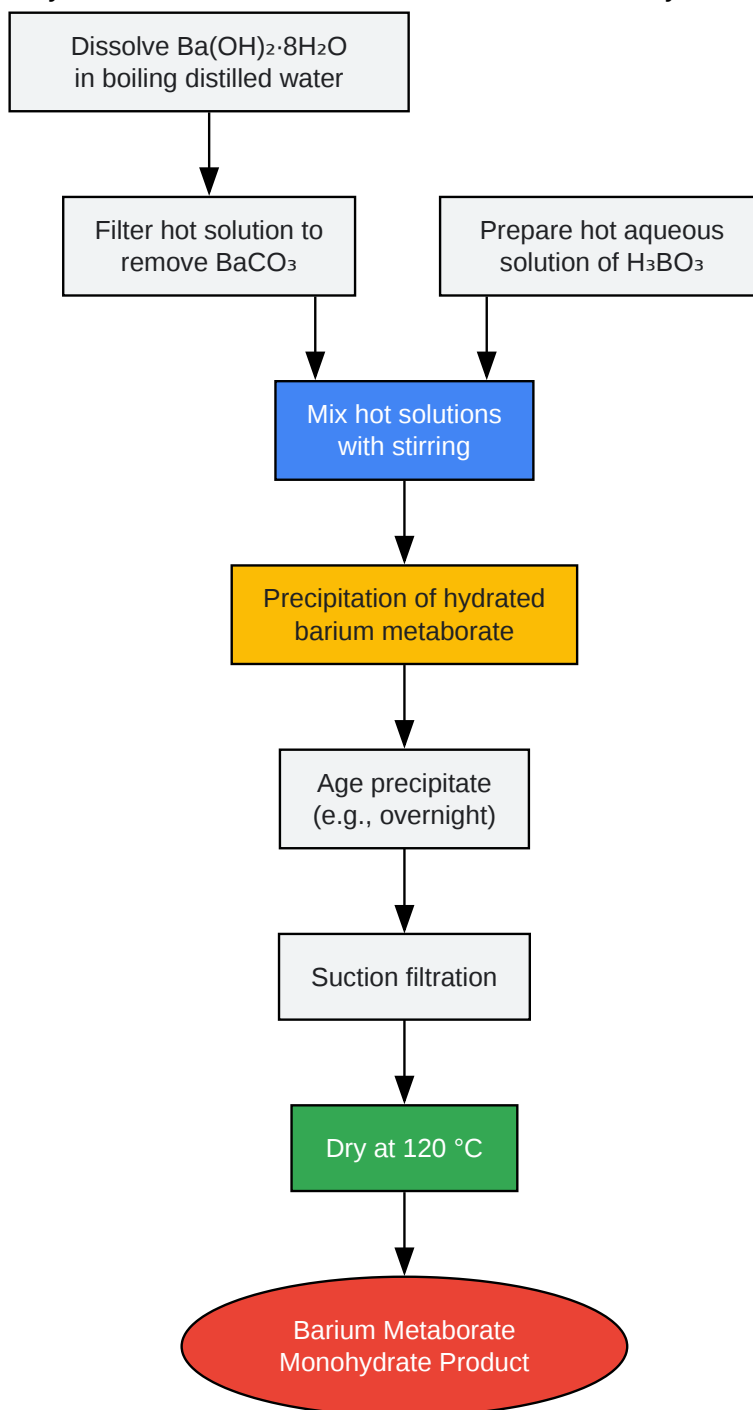 Dissolve Ba(OH)₂·8H₂O
in boiling distilled water
Filter hot solution to
remove BaCO₃
Prepare hot aqueous
solution of H₃BO₃
Mix hot solutions
with stirring
Precipitation of hydrated
barium metaborate
Age precipitate
(e.g., overnight)
Suction filtration
Dry at 120 °C
Barium Metaborate
Monohydrate Product